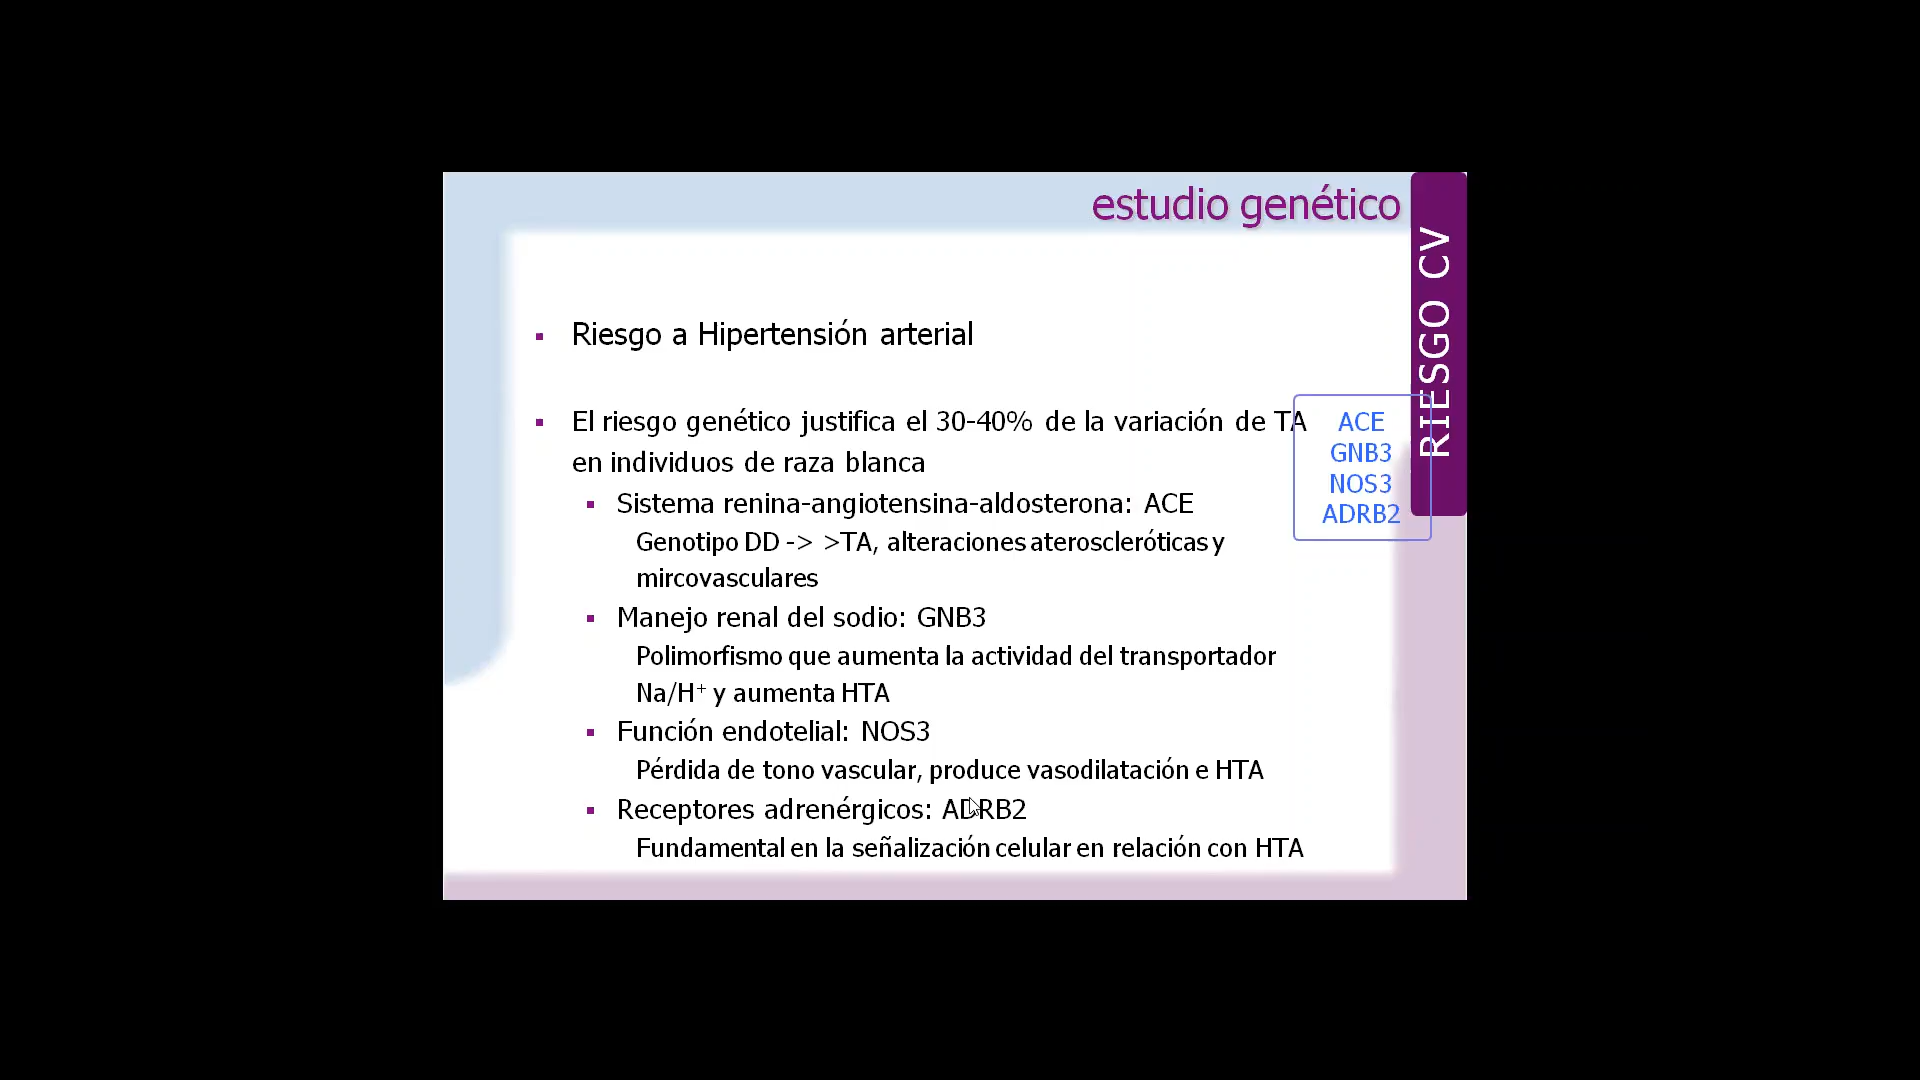 estudio genético
RIESGO CV
Riesgo a Hipertensión arterial
El riesgo genético justifica el 30-40% de la variación de TA
en individuos de raza blanca
Sistema renina-angiotensina-aldosterona: ACE
Genotipo DD -> >TA, alteraciones ateroscleróticas y
mircovasculares
Manejo renal del sodio: GNB3
Polimorfismo que aumenta la actividad del transportador
Na/H⁺ y aumenta HTA
Función endotelial: NOS3
Pérdida de tono vascular, produce vasodilatación e HTA
Receptores adrenérgicos: ADRB2
Fundamental en la señalización celular en relación con HTA
ACE
GNB3
NOS3
ADRB2